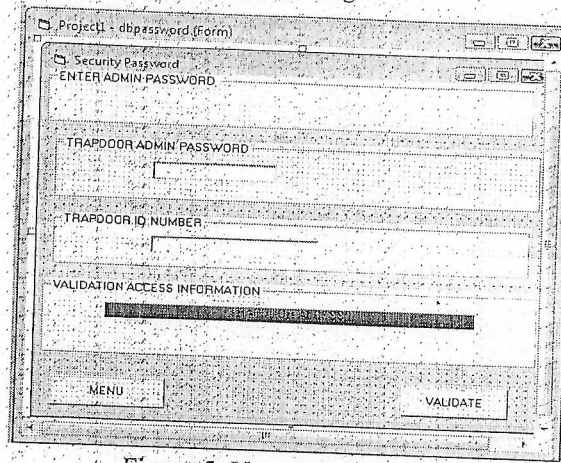 Project1 - dbpassword (Form)
Security Password
ENTER ADMIN PASSWORD
TRAPDOOR ADMIN PASSWORD
TRAPDOOR ID NUMBER
VALIDATION ACCESS INFORMATION
MENU
VALIDATE